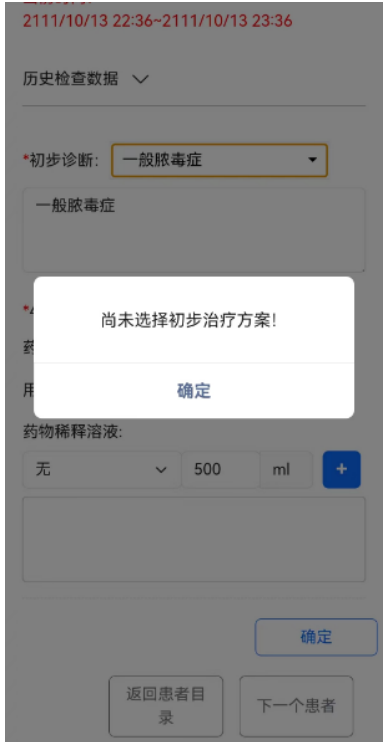 2111/10/13 22:36~2111/10/13 23:36
历史检查数据
*初步诊断: 一般脓毒症
一般脓毒症
尚未选择初步治疗方案!
确定
药物稀释溶液:
无 500 ml +
确定
返回患者目
录
下一个患者